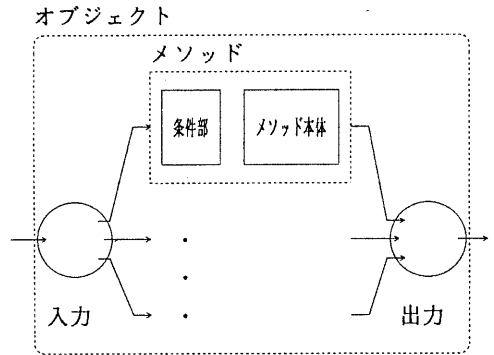 オブジェクト
メソッド
条件部
メソッド本体
入力
出力